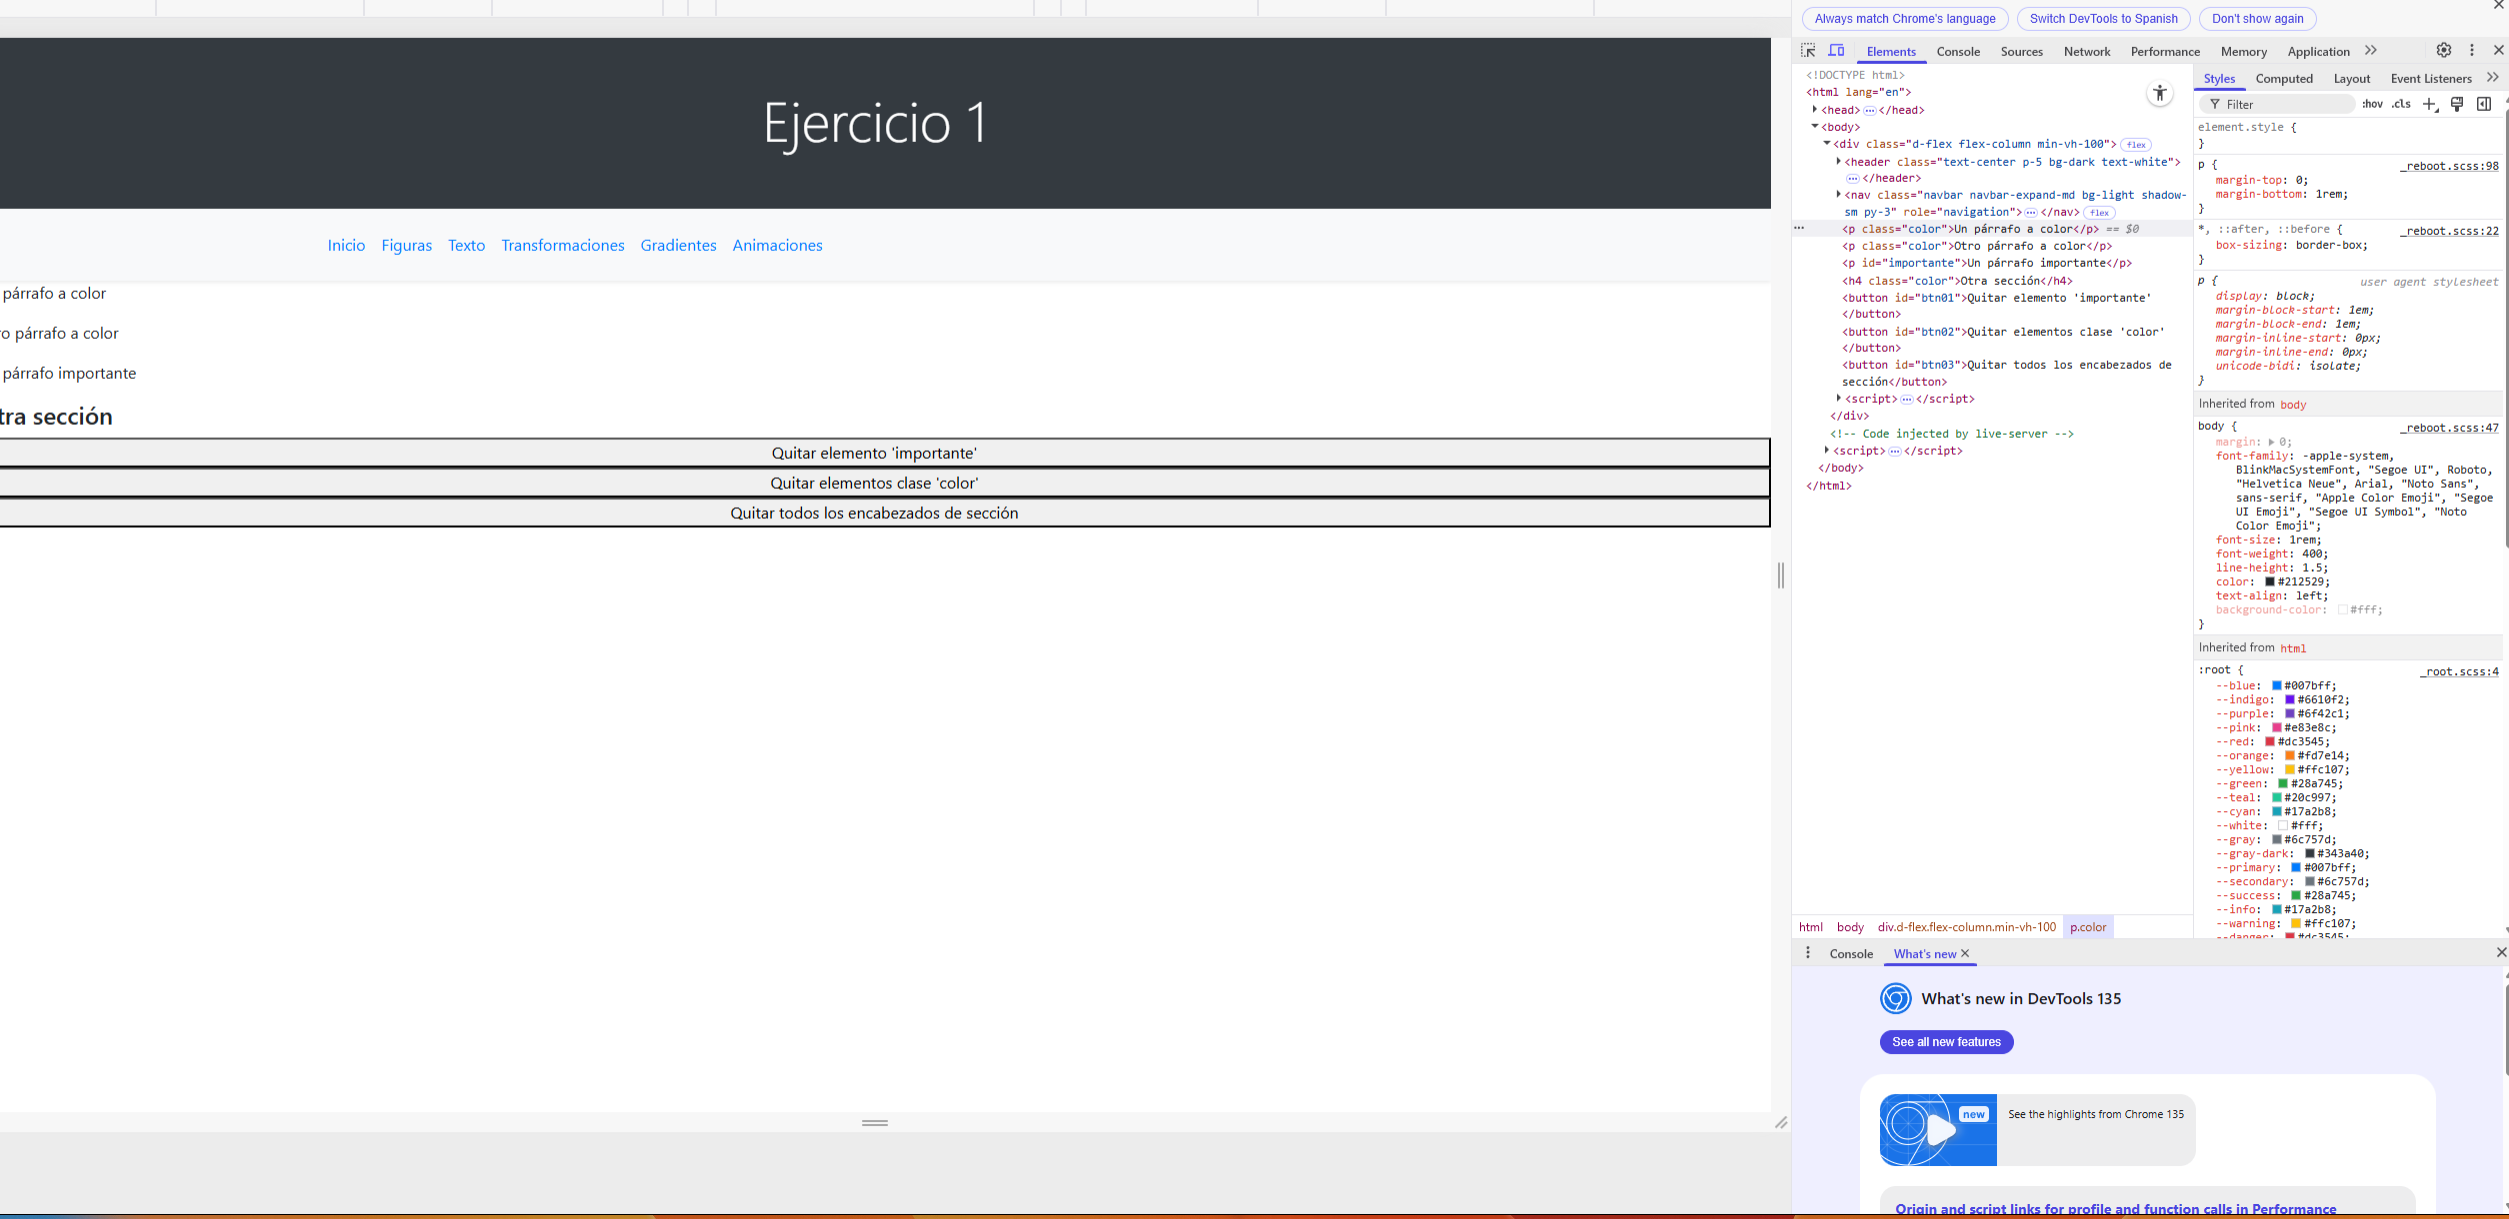 Ejercicio 1
Inicio Figuras Texto Transformaciones Gradientes Animaciones
párrafo a color
o párrafo a color
párrafo importante
tra sección
Quitar elemento 'importante'
Quitar elementos clase 'color'
Quitar todos los encabezados de sección
Always match Chrome's language Switch DevTools to Spanish Don't show again
Elements Console Sources Network Performance Memory Application
<!DOCTYPE html>
<html lang="en">
<head> </head>
<body>
<div class="d-flex flex-column min-vh-100"> flex
<header class="text-center p-5 bg-dark text-white">
</header>
<nav class="navbar navbar-expand-md bg-light shadow-
sm py-3" role="navigation"> </nav> flex
<p class="color">Un párrafo a color</p> == $0
<p class="color">Otro párrafo a color</p>
<p id="importante">Un párrafo importante</p>
<h4 class="color">Otra sección</h4>
<button id="btn01">Quitar elemento 'importante'
</button>
<button id="btn02">Quitar elementos clase 'color'
</button>
<button id="btn03">Quitar todos los encabezados de
sección</button>
<script> </script>
</div>
<!-- Code injected by live-server -->
<script> </script>
</body>
</html>
html body div.d-flex.flex-column.min-vh-100 p.color
Styles Computed Layout Event Listeners
Filter :hov .cls
element.style {
}
p { _reboot.scss:98
margin-top: 0;
margin-bottom: 1rem;
}
*, ::after, ::before { _reboot.scss:22
box-sizing: border-box;
}
p { user agent stylesheet
display: block;
margin-block-start: 1em;
margin-block-end: 1em;
margin-inline-start: 0px;
margin-inline-end: 0px;
unicode-bidi: isolate;
}
Inherited from body
body { _reboot.scss:47
margin: 0;
font-family: -apple-system,
BlinkMacSystemFont, "Segoe UI", Roboto,
"Helvetica Neue", Arial, "Noto Sans",
sans-serif, "Apple Color Emoji", "Segoe
UI Emoji", "Segoe UI Symbol", "Noto
Color Emoji";
font-size: 1rem;
font-weight: 400;
line-height: 1.5;
color: #212529;
text-align: left;
background-color: #fff;
}
Inherited from html
:root { _root.scss:4
--blue: #007bff;
--indigo: #6610f2;
--purple: #6f42c1;
--pink: #e83e8c;
--red: #dc3545;
--orange: #fd7e14;
--yellow: #ffc107;
--green: #28a745;
--teal: #20c997;
--cyan: #17a2b8;
--white: #fff;
--gray: #6c757d;
--gray-dark: #343a40;
--primary: #007bff;
--secondary: #6c757d;
--success: #28a745;
--info: #17a2b8;
--warning: #ffc107;
--danger: #dc3545;
Console What's new
What's new in DevTools 135
See all new features
new See the highlights from Chrome 135
Origin and script links for profile and function calls in Performance